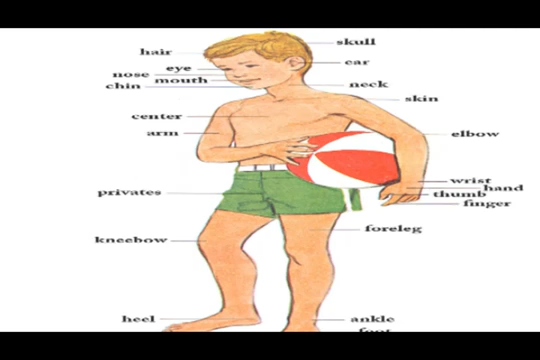 skull
hair
ear
eye
nose
mouth
chin
neck
skin
center
arm
elbow
wrist
hand
thumb
finger
privates
foreleg
kneebow
heel
ankle